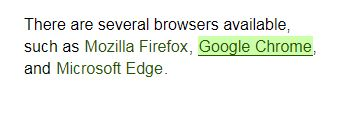 There are several browsers available,
such as Mozilla Firefox, Google Chrome,
and Microsoft Edge.